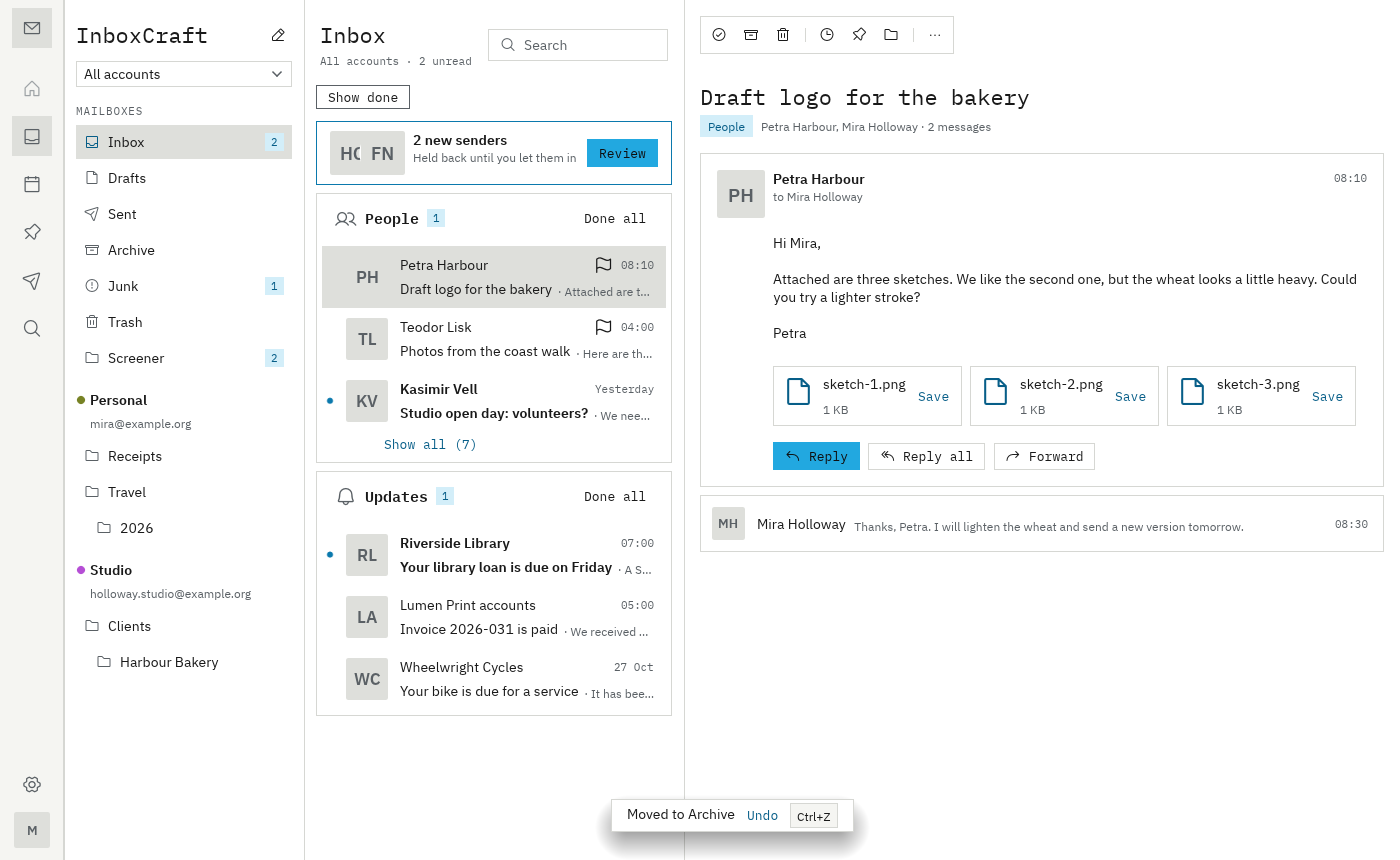 InboxCraft
All accounts
MAILBOXES
Inbox 2
Drafts
Sent
Archive
Junk 1
Trash
Screener 2
Personal
mira@example.org
Receipts
Travel
2026
Studio
holloway.studio@example.org
Clients
Harbour Bakery
M
Inbox
All accounts · 2 unread
Search
Show done
FN
2 new senders
Held back until you let them in
Review
People 1 Done all
PH Petra Harbour 08:10
Draft logo for the bakery · Attached are t...
TL Teodor Lisk 04:00
Photos from the coast walk · Here are th...
KV Kasimir Vell Yesterday
Studio open day: volunteers? · We nee...
Show all (7)
Updates 1 Done all
RL Riverside Library 07:00
Your library loan is due on Friday · A S...
LA Lumen Print accounts 05:00
Invoice 2026-031 is paid · We received ...
WC Wheelwright Cycles 27 Oct
Your bike is due for a service · It has bee...
Draft logo for the bakery
People Petra Harbour, Mira Holloway · 2 messages
PH Petra Harbour 08:10
to Mira Holloway
Hi Mira,
Attached are three sketches. We like the second one, but the wheat looks a little heavy. Could
you try a lighter stroke?
Petra
sketch-1.png
1 KB
Save
sketch-2.png
1 KB
Save
sketch-3.png
1 KB
Save
Reply Reply all Forward
MH Mira Holloway Thanks, Petra. I will lighten the wheat and send a new version tomorrow. 08:30
Moved to Archive Undo Ctrl+Z